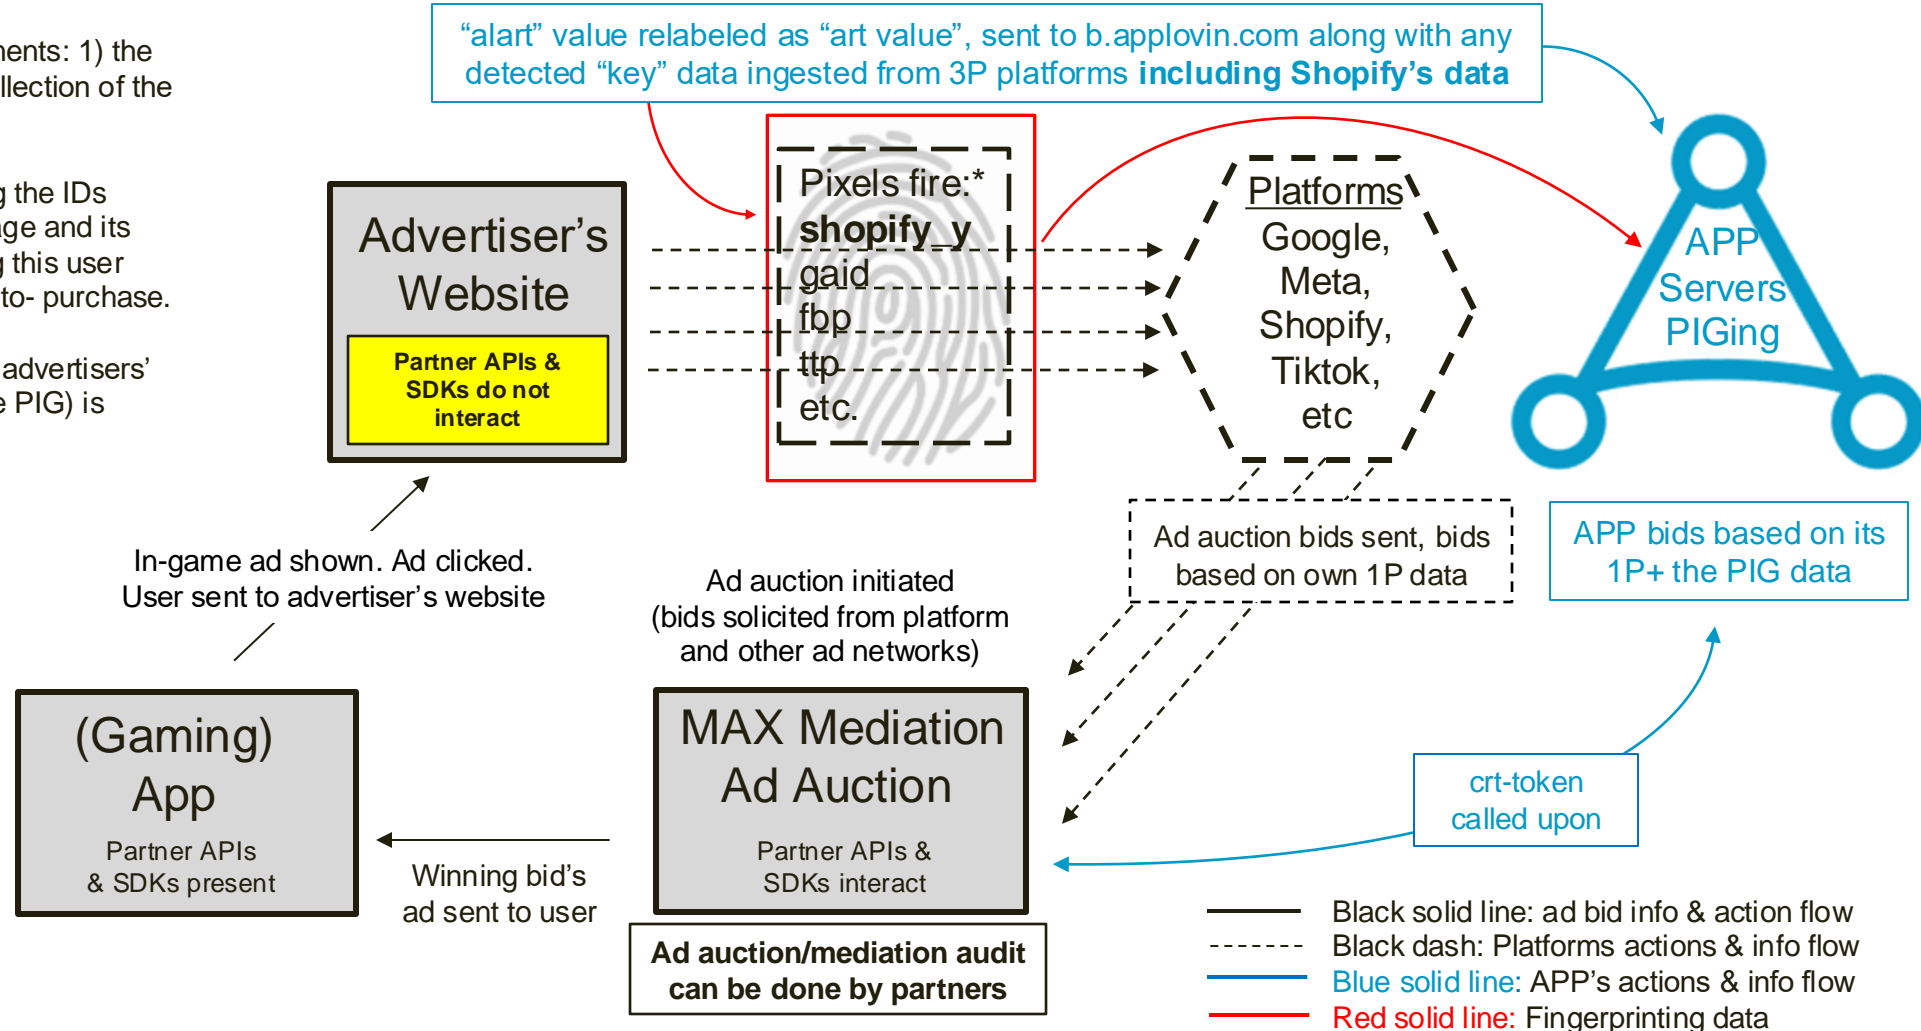 nents: 1) the
llection of the
g the IDs
age and its
g this user
to- purchase.
advertisers'
e PIG) is
“alart” value relabeled as “art value”, sent to b.applovin.com along with any
detected “key” data ingested from 3P platforms including Shopify’s data
Advertiser’s
Website
Partner APIs &
SDKs do not
interact
Pixels fire:*
shopify_y
gaid
fbp
ttp
etc.
Platforms
Google,
Meta,
Shopify,
Tiktok,
etc
APP
Servers
PIGing
In-game ad shown. Ad clicked.
User sent to advertiser’s website
Ad auction initiated
(bids solicited from platform
and other ad networks)
Ad auction bids sent, bids
based on own 1P data
APP bids based on its
1P+ the PIG data
(Gaming)
App
Partner APIs
& SDKs present
Winning bid’s
ad sent to user
MAX Mediation
Ad Auction
Partner APIs &
SDKs interact
Ad auction/mediation audit
can be done by partners
crt-token
called upon
Black solid line: ad bid info & action flow
Black dash: Platforms actions & info flow
Blue solid line: APP’s actions & info flow
Red solid line: Fingerprinting data